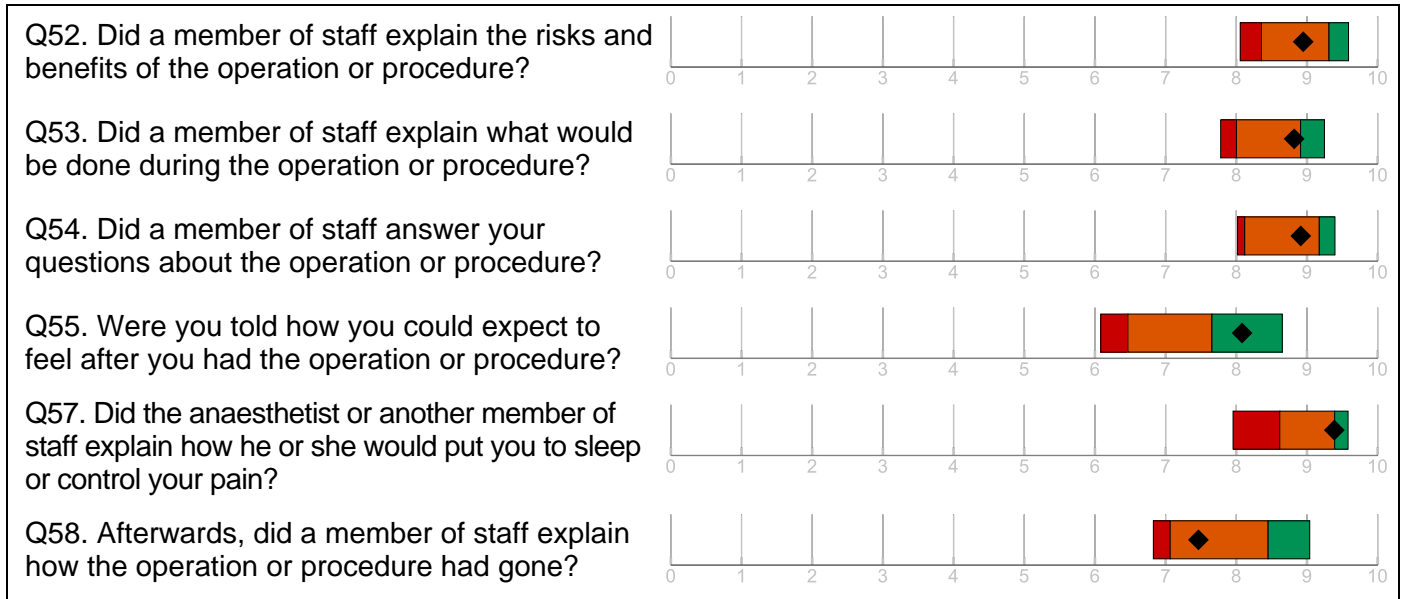 Q52. Did a member of staff explain the risks and
benefits of the operation or procedure?
0 1 2 3 4 5 6 7 8 9 10
Q53. Did a member of staff explain what would
be done during the operation or procedure?
0 1 2 3 4 5 6 7 8 9 10
Q54. Did a member of staff answer your
questions about the operation or procedure?
0 1 2 3 4 5 6 7 8 9 10
Q55. Were you told how you could expect to
feel after you had the operation or procedure?
0 1 2 3 4 5 6 7 8 9 10
Q57. Did the anaesthetist or another member of
staff explain how he or she would put you to sleep
or control your pain?
0 1 2 3 4 5 6 7 8 9 10
Q58. Afterwards, did a member of staff explain
how the operation or procedure had gone?
0 1 2 3 4 5 6 7 8 9 10